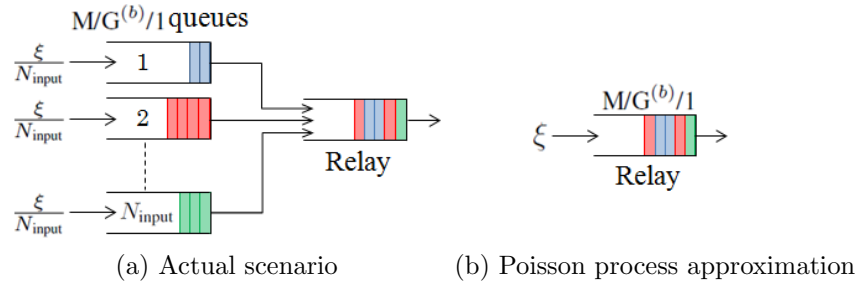 M/G^(b)/1 queues
ξ/N_input 1
ξ/N_input 2
ξ/N_input N_input
Relay
M/G^(b)/1
ξ
Relay
(a) Actual scenario
(b) Poisson process approximation